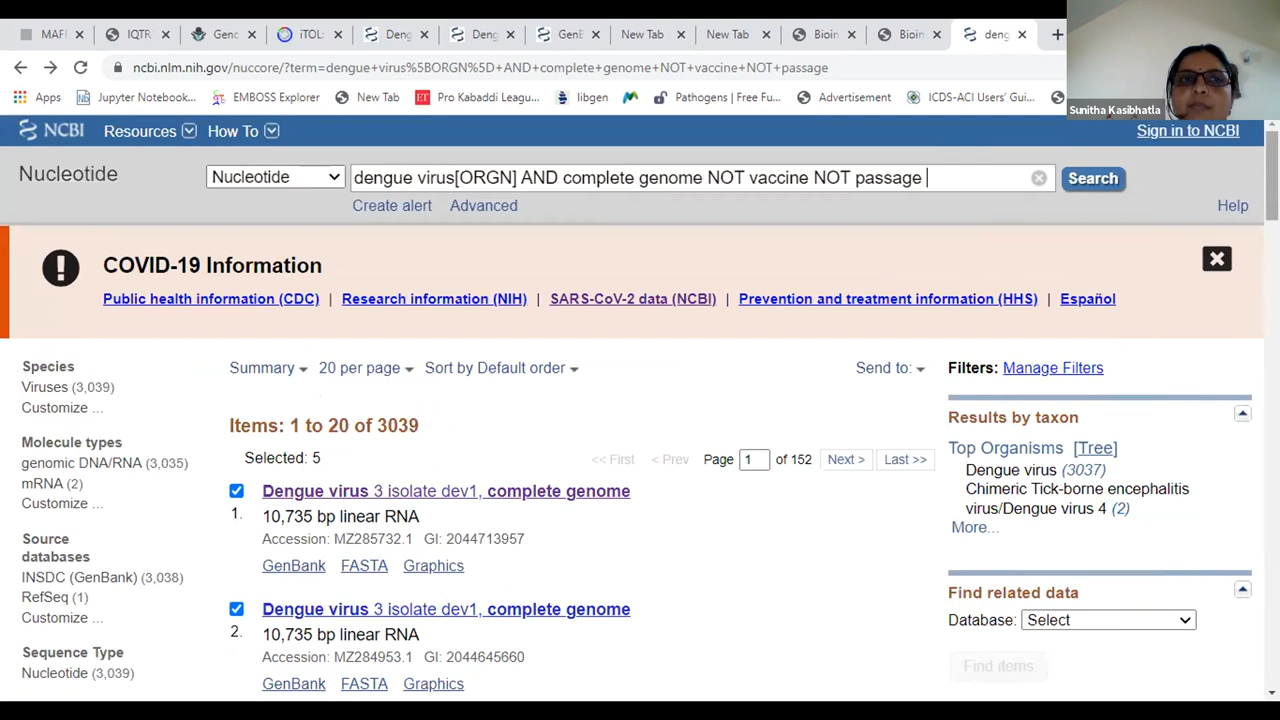 MAF
IQTR
Geno
iTOL:
Deng
Deng
GenB
New Tab
New Tab
Bioin
Bioin
deng
ncbi.nlm.nih.gov/nuccore/?term=dengue+virus%5BORGN%5D+AND+complete+genome+NOT+vaccine+NOT+passage
Apps Jupyter Notebook... EMBOSS Explorer New Tab Pro Kabaddi Leagu... libgen Pathogens | Free Fu... Advertisement ICDS-ACI Users' Gui...
Sunitha Kasibhatla
NCBI Resources How To Sign in to NCBI
Nucleotide Nucleotide dengue virus[ORGN] AND complete genome NOT vaccine NOT passage Search
Create alert Advanced Help
COVID-19 Information
Public health information (CDC) | Research information (NIH) | SARS-CoV-2 data (NCBI) | Prevention and treatment information (HHS) | Español
Species
Viruses (3,039)
Customize ...
Molecule types
genomic DNA/RNA (3,035)
mRNA (2)
Customize ...
Source
databases
INSDC (GenBank) (3,038)
RefSeq (1)
Customize ...
Sequence Type
Nucleotide (3,039)
Summary 20 per page Sort by Default order Send to:
Items: 1 to 20 of 3039
Selected: 5
<< First < Prev Page 1 of 152 Next > Last >>
Dengue virus 3 isolate dev1, complete genome
1. 10,735 bp linear RNA
Accession: MZ285732.1 GI: 2044713957
GenBank FASTA Graphics
Dengue virus 3 isolate dev1, complete genome
2. 10,735 bp linear RNA
Accession: MZ284953.1 GI: 2044645660
GenBank FASTA Graphics
Filters: Manage Filters
Results by taxon
Top Organisms [Tree]
Dengue virus (3037)
Chimeric Tick-borne encephalitis
virus/Dengue virus 4 (2)
More...
Find related data
Database: Select
Find items